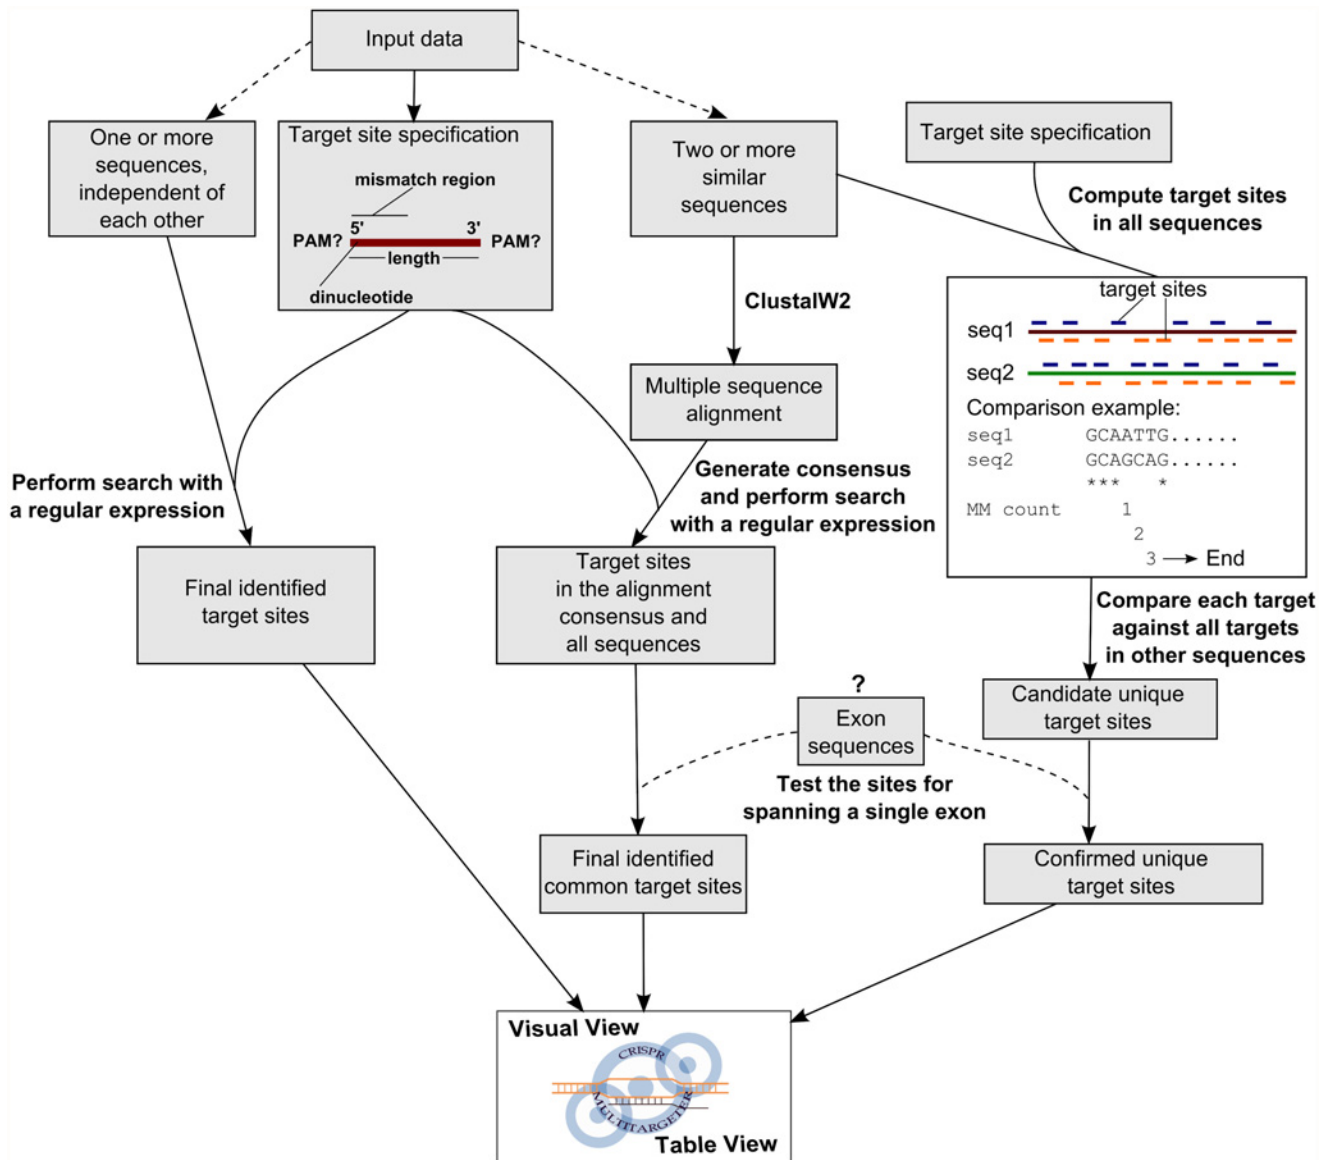 Input data
One or more
sequences,
independent of
each other
Target site specification
mismatch region
5'
3'
PAM?
PAM?
length
dinucleotide
Two or more
similar
sequences
Target site specification
Compute target sites
in all sequences
ClustalW2
Multiple sequence
alignment
target sites
seq1
seq2
Comparison example:
seq1 GCAATTG......
seq2 GCAGCAG......
*** *
MM count 1
2
3 End
Perform search with
a regular expression
Generate consensus
and perform search
with a regular expression
Final identified
target sites
Target sites
in the alignment
consensus and
all sequences
Compare each target
against all targets
in other sequences
?
Exon
sequences
Candidate unique
target sites
Test the sites for
spanning a single exon
Final identified
common target sites
Confirmed unique
target sites
Visual View
CRISPR
MULTITARGETER
Table View